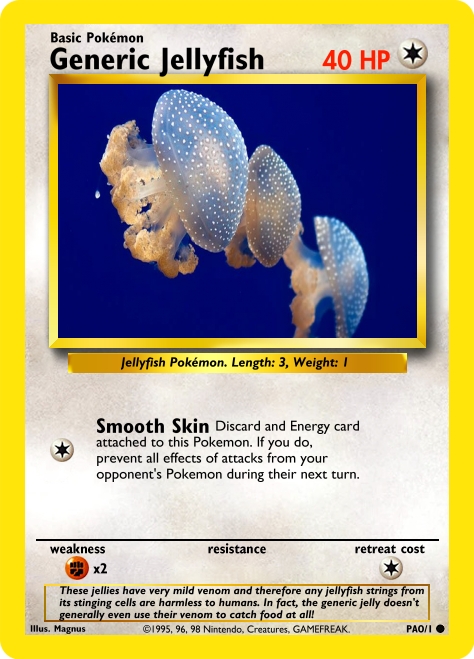 Basic Pokémon
Generic Jellyfish 40 HP
Jellyfish Pokémon. Length: 3, Weight: 1
Smooth Skin Discard and Energy card
attached to this Pokemon. If you do,
prevent all effects of attacks from your
opponent's Pokemon during their next turn.
weakness resistance retreat cost
x2
These jellies have very mild venom and therefore any jellyfish strings from
its stinging cells are harmless to humans. In fact, the generic jelly doesn't
generally even use their venom to catch food at all!
Illus. Magnus ©1995, 96, 98 Nintendo, Creatures, GAMEFREAK. PAO/1